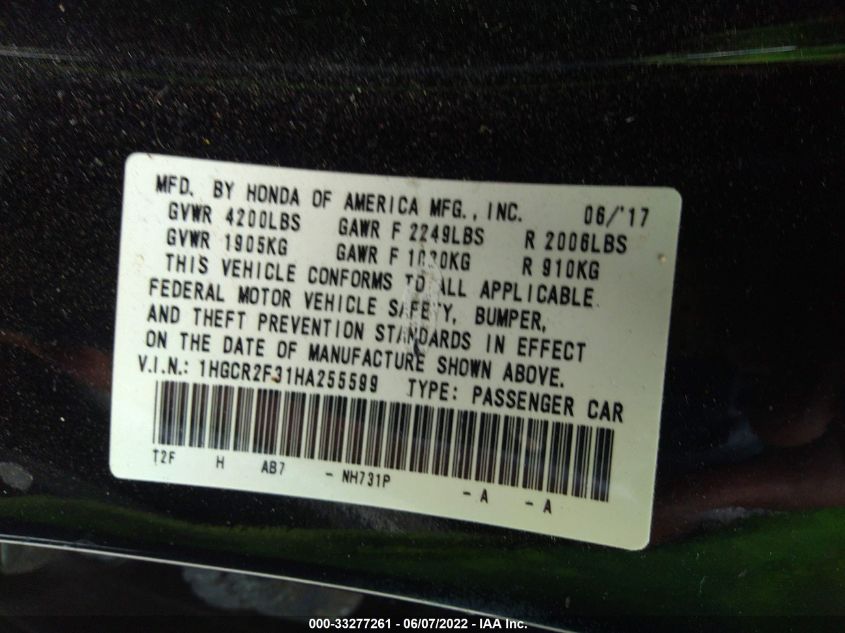 MFD. BY HONDA OF AMERICA MFG., INC. 06/'17
GVWR 4200LBS GAWR F 2249LBS R 2006LBS
GVWR 1905KG GAWR F 1020KG R 910KG
THIS VEHICLE CONFORMS TO ALL APPLICABLE
FEDERAL MOTOR VEHICLE SAFETY, BUMPER,
AND THEFT PREVENTION STANDARDS IN EFFECT
ON THE DATE OF MANUFACTURE SHOWN ABOVE.
V.I.N.: 1HGCR2F31HA255599 TYPE: PASSENGER CAR
T2F H AB7 - NH731P - A - A
000-33277261 - 06/07/2022 - IAA Inc.